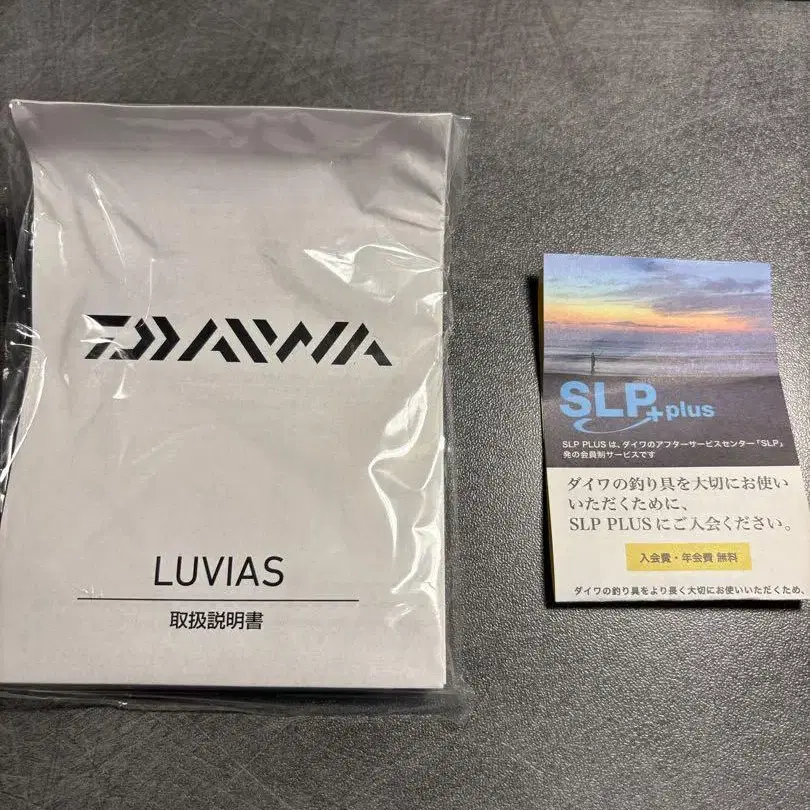 DAIWA
LUVIAS
取扱説明書
SLP+plus
SLP PLUS は、ダイワのアフターサービスセンター「SLP」
発の会員制サービスです
ダイワの釣り具を大切にお使い
いただくために、
SLP PLUS にご入会ください。
入会費・年会費 無料
ダイワの釣り具をより長く大切にお使いいただくため、